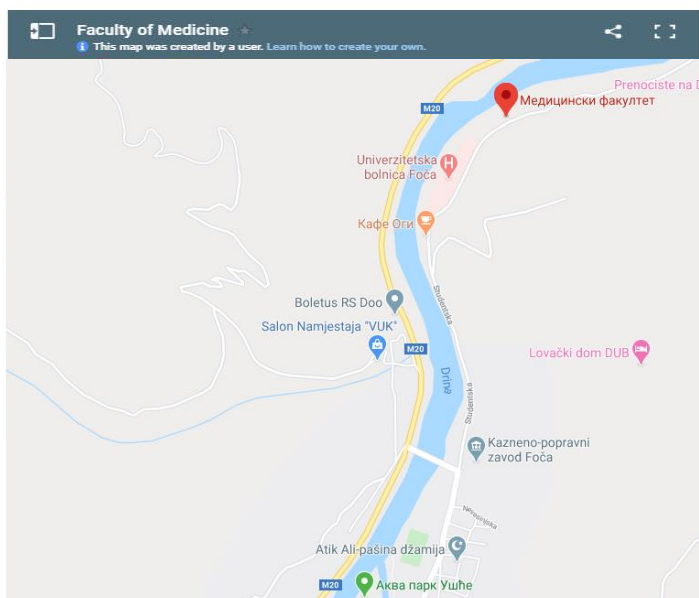 Faculty of Medicine
This map was created by a user. Learn how to create your own.
Prenociste na D
Медицински факултет
M20
Univerzitetska
bolnica Foča
Кафе Оги
Studentska
Boletus RS Doo
Salon Namjestaja "VUK"
M20
Lovački dom DUB
Drina
Studentska
Kazneno-popravni
zavod Foča
Nevesinjska
Atik Ali-pašina džamija
M20
Аква парк Ушће